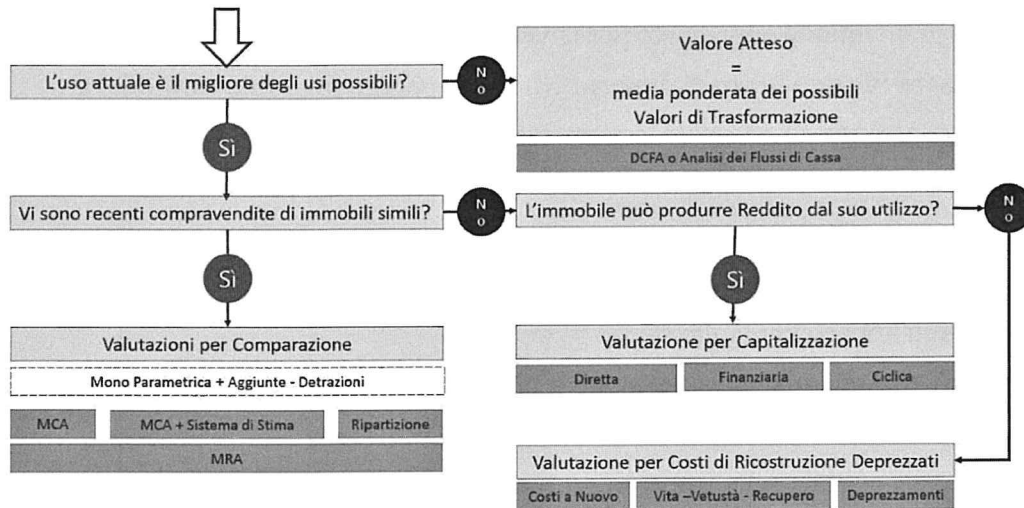 L'uso attuale è il migliore degli usi possibili?
No
Valore Atteso
=
media ponderata dei possibili
Valori di Trasformazione
DCFA o Analisi dei Flussi di Cassa
Sì
Vi sono recenti compravendite di immobili simili?
No
L'immobile può produrre Reddito dal suo utilizzo?
No
Sì
Sì
Valutazioni per Comparazione
Mono Parametrica + Aggiunte - Detrazioni
MCA
MCA + Sistema di Stima
Ripartizione
MRA
Valutazione per Capitalizzazione
Diretta
Finanziaria
Ciclica
Valutazione per Costi di Ricostruzione Deprezzati
Costi a Nuovo
Vita –Vetustà - Recupero
Deprezzamenti